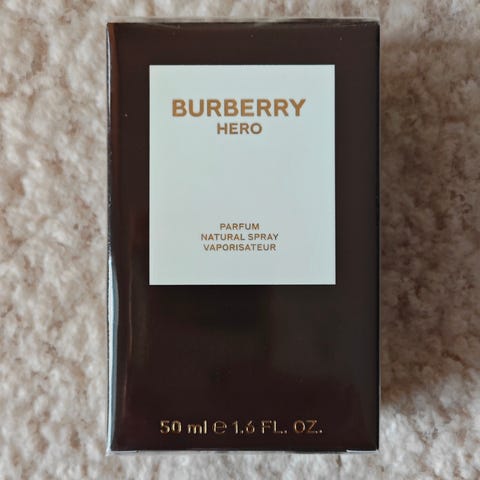 BURBERRY
HERO
PARFUM
NATURAL SPRAY
VAPORISATEUR
50 ml ℮ 1.6 FL. OZ.